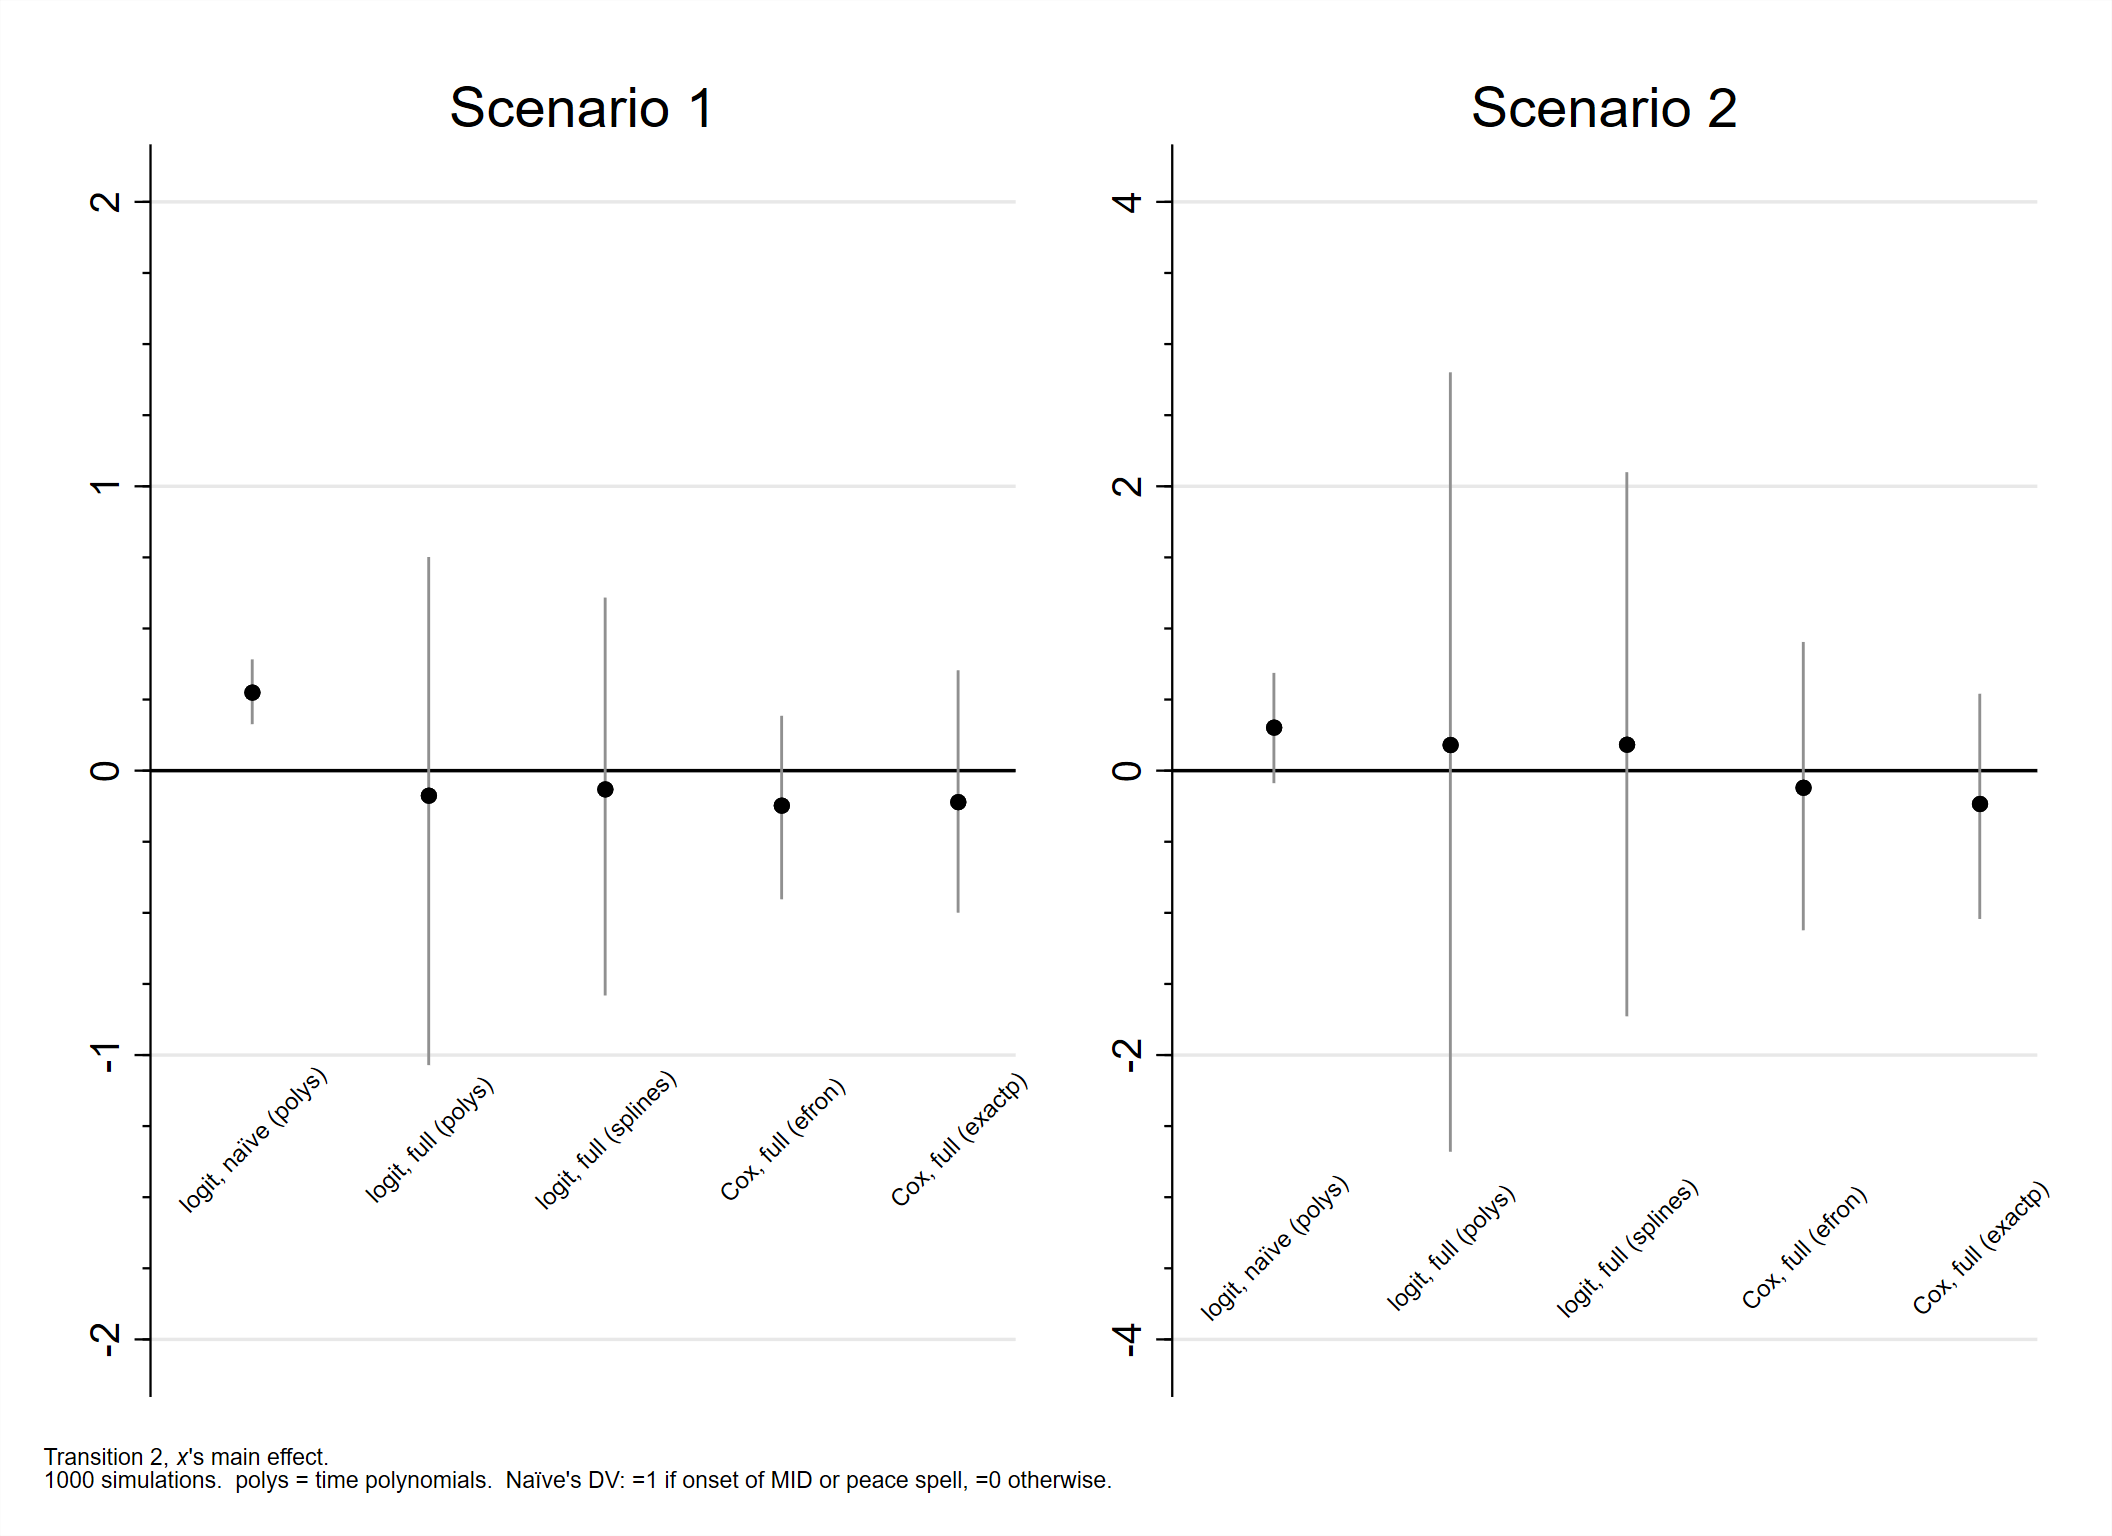 Scenario 1
2
1
0
-1
-2
logit, naïve (polys)
logit, full (polys)
logit, full (splines)
Cox, full (efron)
Cox, full (exactp)
Scenario 2
4
2
0
-2
-4
logit, naïve (polys)
logit, full (polys)
logit, full (splines)
Cox, full (efron)
Cox, full (exactp)
Transition 2, x's main effect.
1000 simulations.  polys = time polynomials.  Naïve's DV: =1 if onset of MID or peace spell, =0 otherwise.